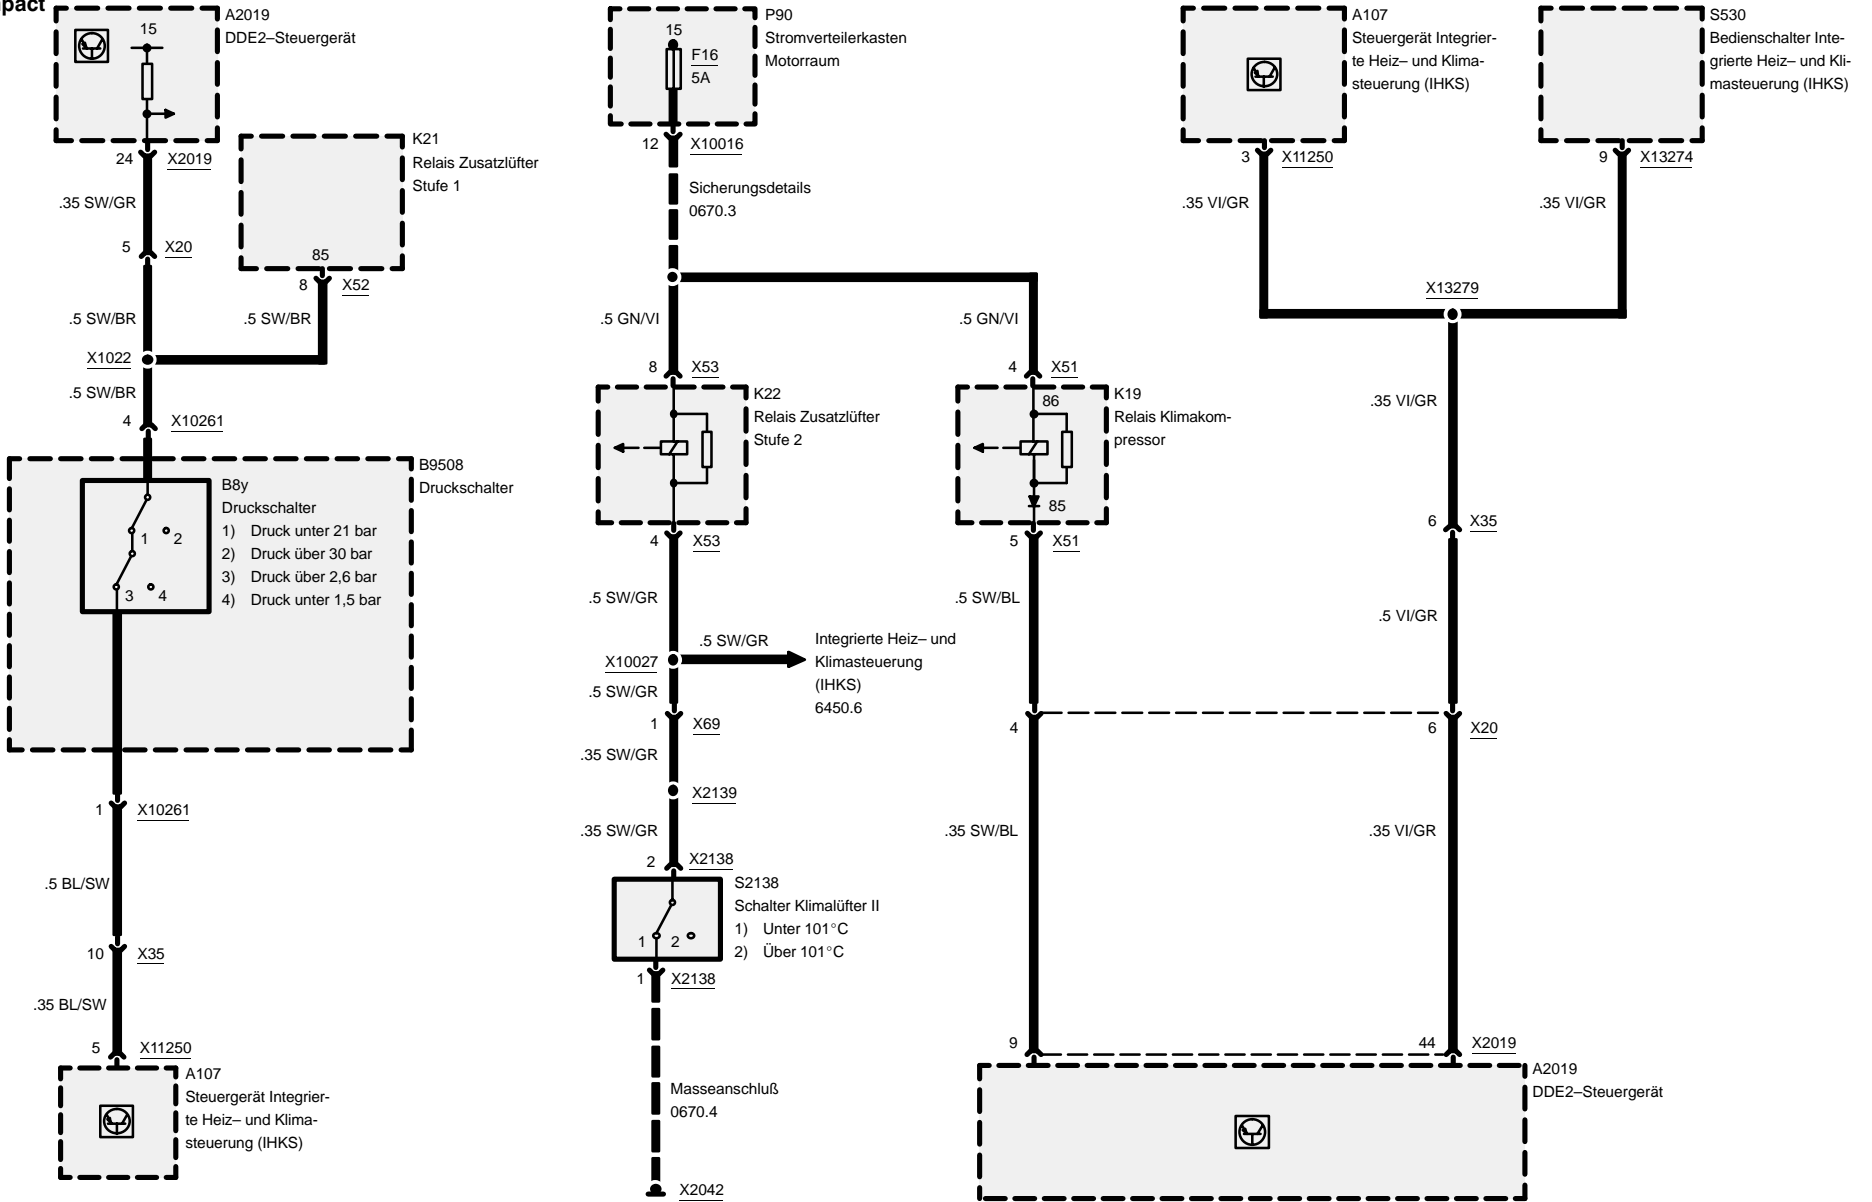 A2019
DDE2–Steuergerät
15
24
X2019
.35 SW/GR
5
X20
K21
Relais Zusatzlüfter
Stufe 1
85
8
X52
.5 SW/BR
.5 SW/BR
X1022
.5 SW/BR
4
X10261
B9508
Druckschalter
B8y
Druckschalter
1) Druck unter 21 bar
2) Druck über 30 bar
3) Druck über 2,6 bar
4) Druck unter 1,5 bar
1
2
3
4
1
X10261
.5 BL/SW
10
X35
.35 BL/SW
5
X11250
A107
Steuergerät Integrier-
te Heiz– und Klima-
steuerung (IHKS)
P90
Stromverteilerkasten
Motorraum
15
F16
5A
12
X10016
Sicherungsdetails
0670.3
.5 GN/VI
.5 GN/VI
8
X53
K22
Relais Zusatzlüfter
Stufe 2
4
X53
.5 SW/GR
.5 SW/GR
X10027
Integrierte Heiz– und
Klimasteuerung
(IHKS)
6450.6
.5 SW/GR
1
X69
.35 SW/GR
X2139
.35 SW/GR
2
X2138
S2138
Schalter Klimalüfter II
1) Unter 101°C
2) Über 101°C
1
2
1
X2138
Masseanschluß
0670.4
X2042
4
X51
K19
Relais Klimakom-
pressor
86
85
5
X51
.5 SW/BL
4
.35 SW/BL
9
A107
Steuergerät Integrier-
te Heiz– und Klima-
steuerung (IHKS)
3
X11250
.35 VI/GR
S530
Bedienschalter Inte-
grierte Heiz– und Kli-
masteuerung (IHKS)
9
X13274
.35 VI/GR
X13279
.35 VI/GR
6
X35
.5 VI/GR
6
X20
.35 VI/GR
44
X2019
A2019
DDE2–Steuergerät